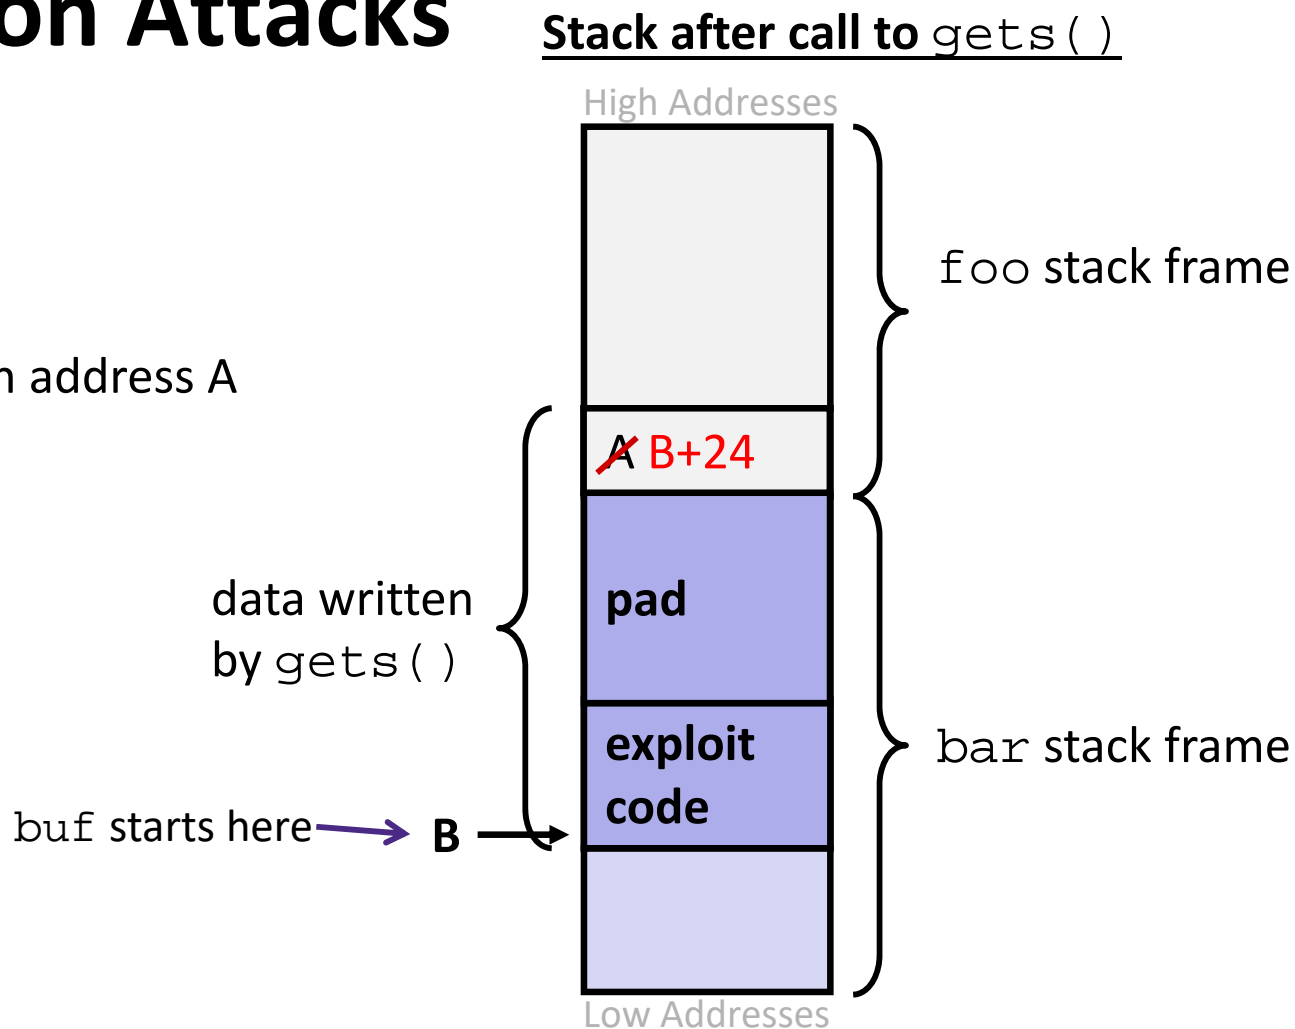 on Attacks
Stack after call to gets()
High Addresses
foo stack frame
address A
A B+24
data written
by gets()
pad
exploit
code
bar stack frame
buf starts here
B
Low Addresses